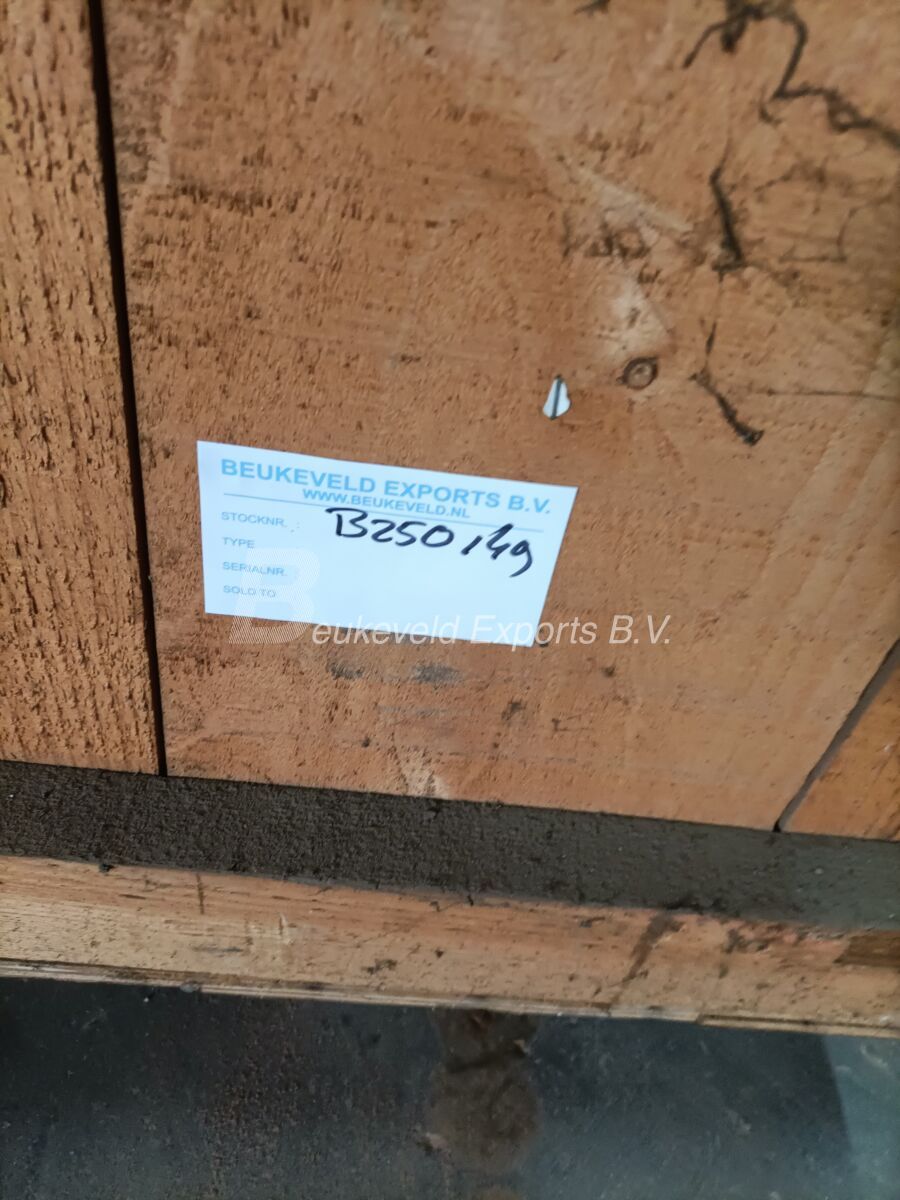 BEUKEVELD EXPORTS B.V.
WWW.BEUKEVELD.NL
STOCKNR. : B250149
TYPE
SERIALNR.
SOLD TO
Beukeveld Exports B.V.